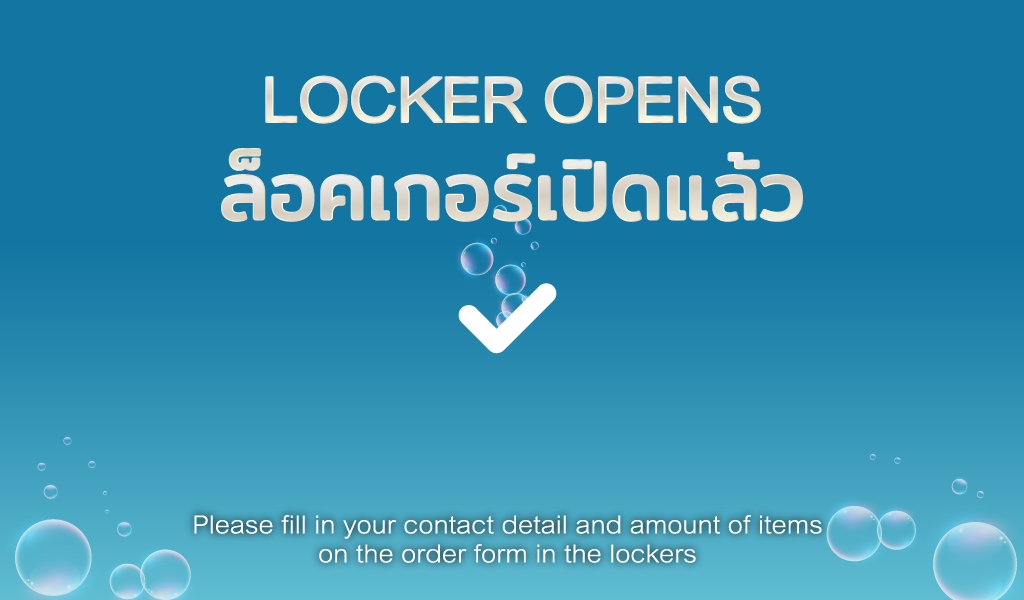 LOCKER OPENS
ล็อคเกอร์เปิดแล้ว
Please fill in your contact detail and amount of items
on the order form in the lockers